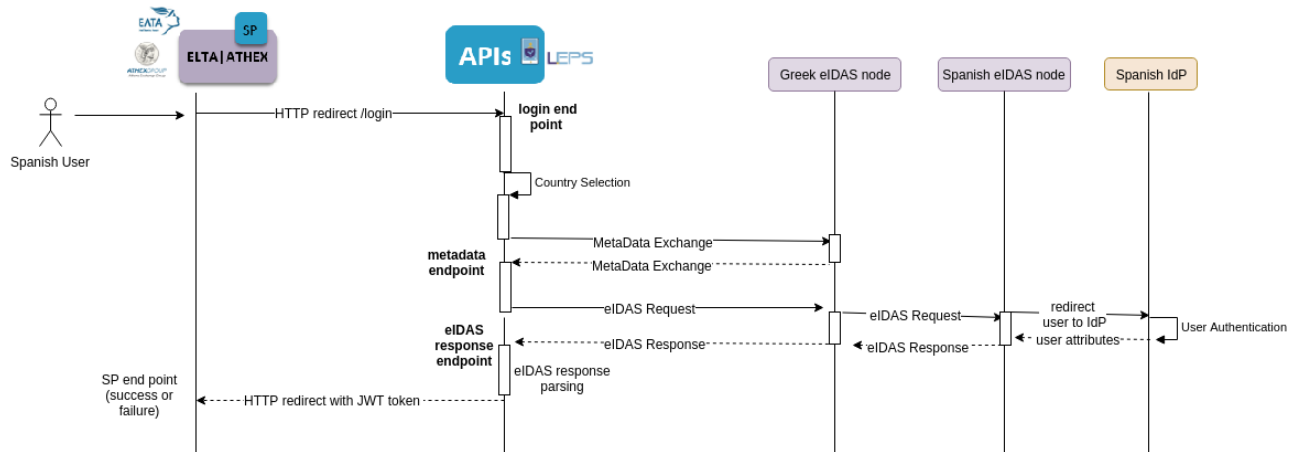 ΕΛΤΑ
SP
ELTA|ATHEX
ATHEXGROUP
APIs
LEPS
Greek eIDAS node
Spanish eIDAS node
Spanish IdP
Spanish User
HTTP redirect /login
login end
point
Country Selection
MetaData Exchange
metadata
endpoint
MetaData Exchange
eIDAS Request
eIDAS Request
redirect
user to IdP
User Authentication
eIDAS
response
endpoint
eIDAS Response
eIDAS Response
user attributes
eIDAS response
parsing
SP end point
(success or
failure)
HTTP redirect with JWT token